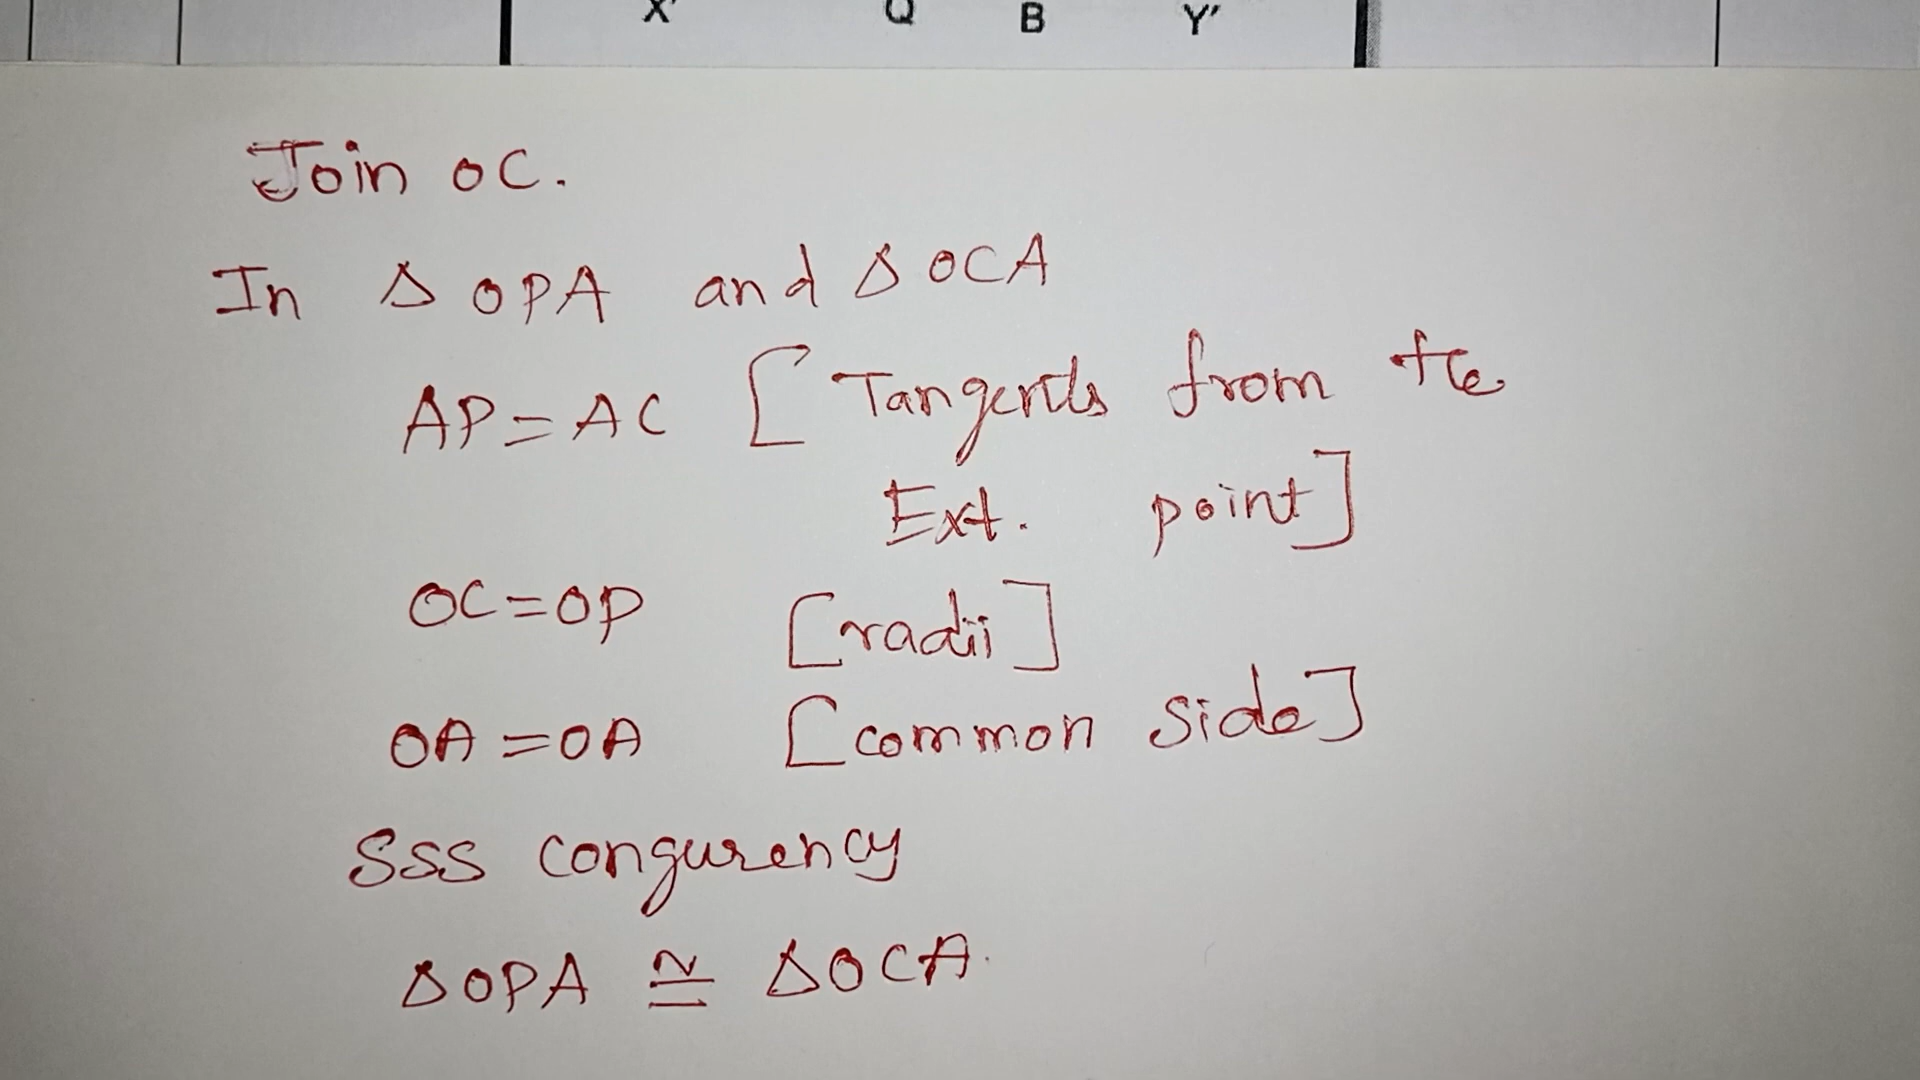 X' Q B Y'
Join OC.
In Δ OPA and Δ OCA
AP = AC [Tangents from the
Ext. point]
OC = OP [radii]
OA = OA [common side]
SSS congurency
Δ OPA ≅ Δ OCA.